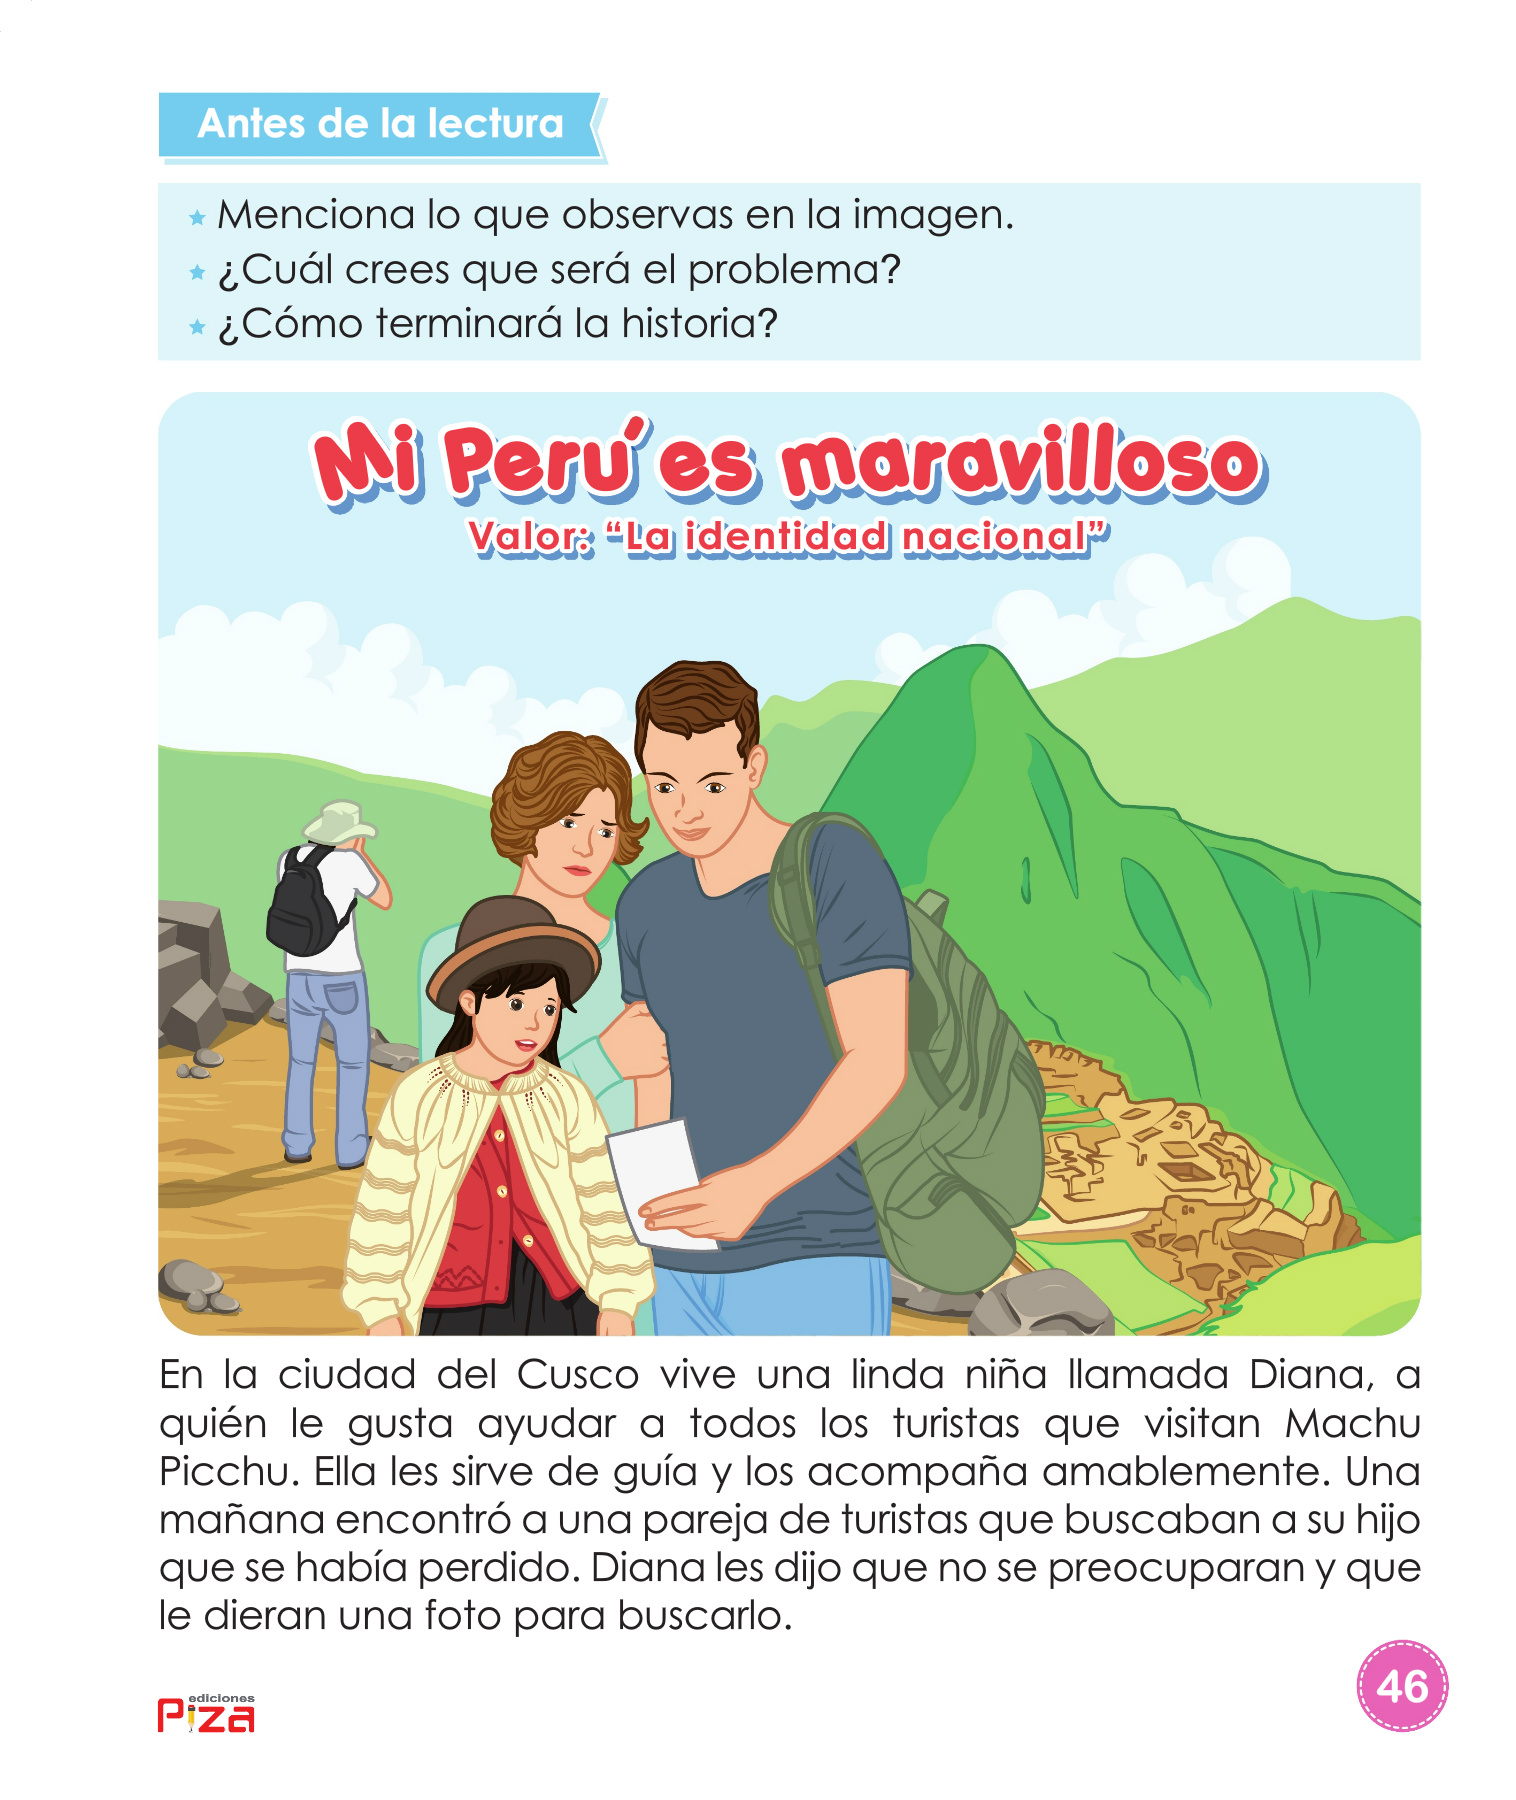 Antes de la lectura
Menciona lo que observas en la imagen.
¿Cuál crees que será el problema?
¿Cómo terminará la historia?
Mi Perú es maravilloso
Valor: “La identidad nacional”
En la ciudad del Cusco vive una linda niña llamada Diana, a
quién le gusta ayudar a todos los turistas que visitan Machu
Picchu. Ella les sirve de guía y los acompaña amablemente. Una
mañana encontró a una pareja de turistas que buscaban a su hijo
que se había perdido. Diana les dijo que no se preocuparan y que
le dieran una foto para buscarlo.
ediciones
Piza
46